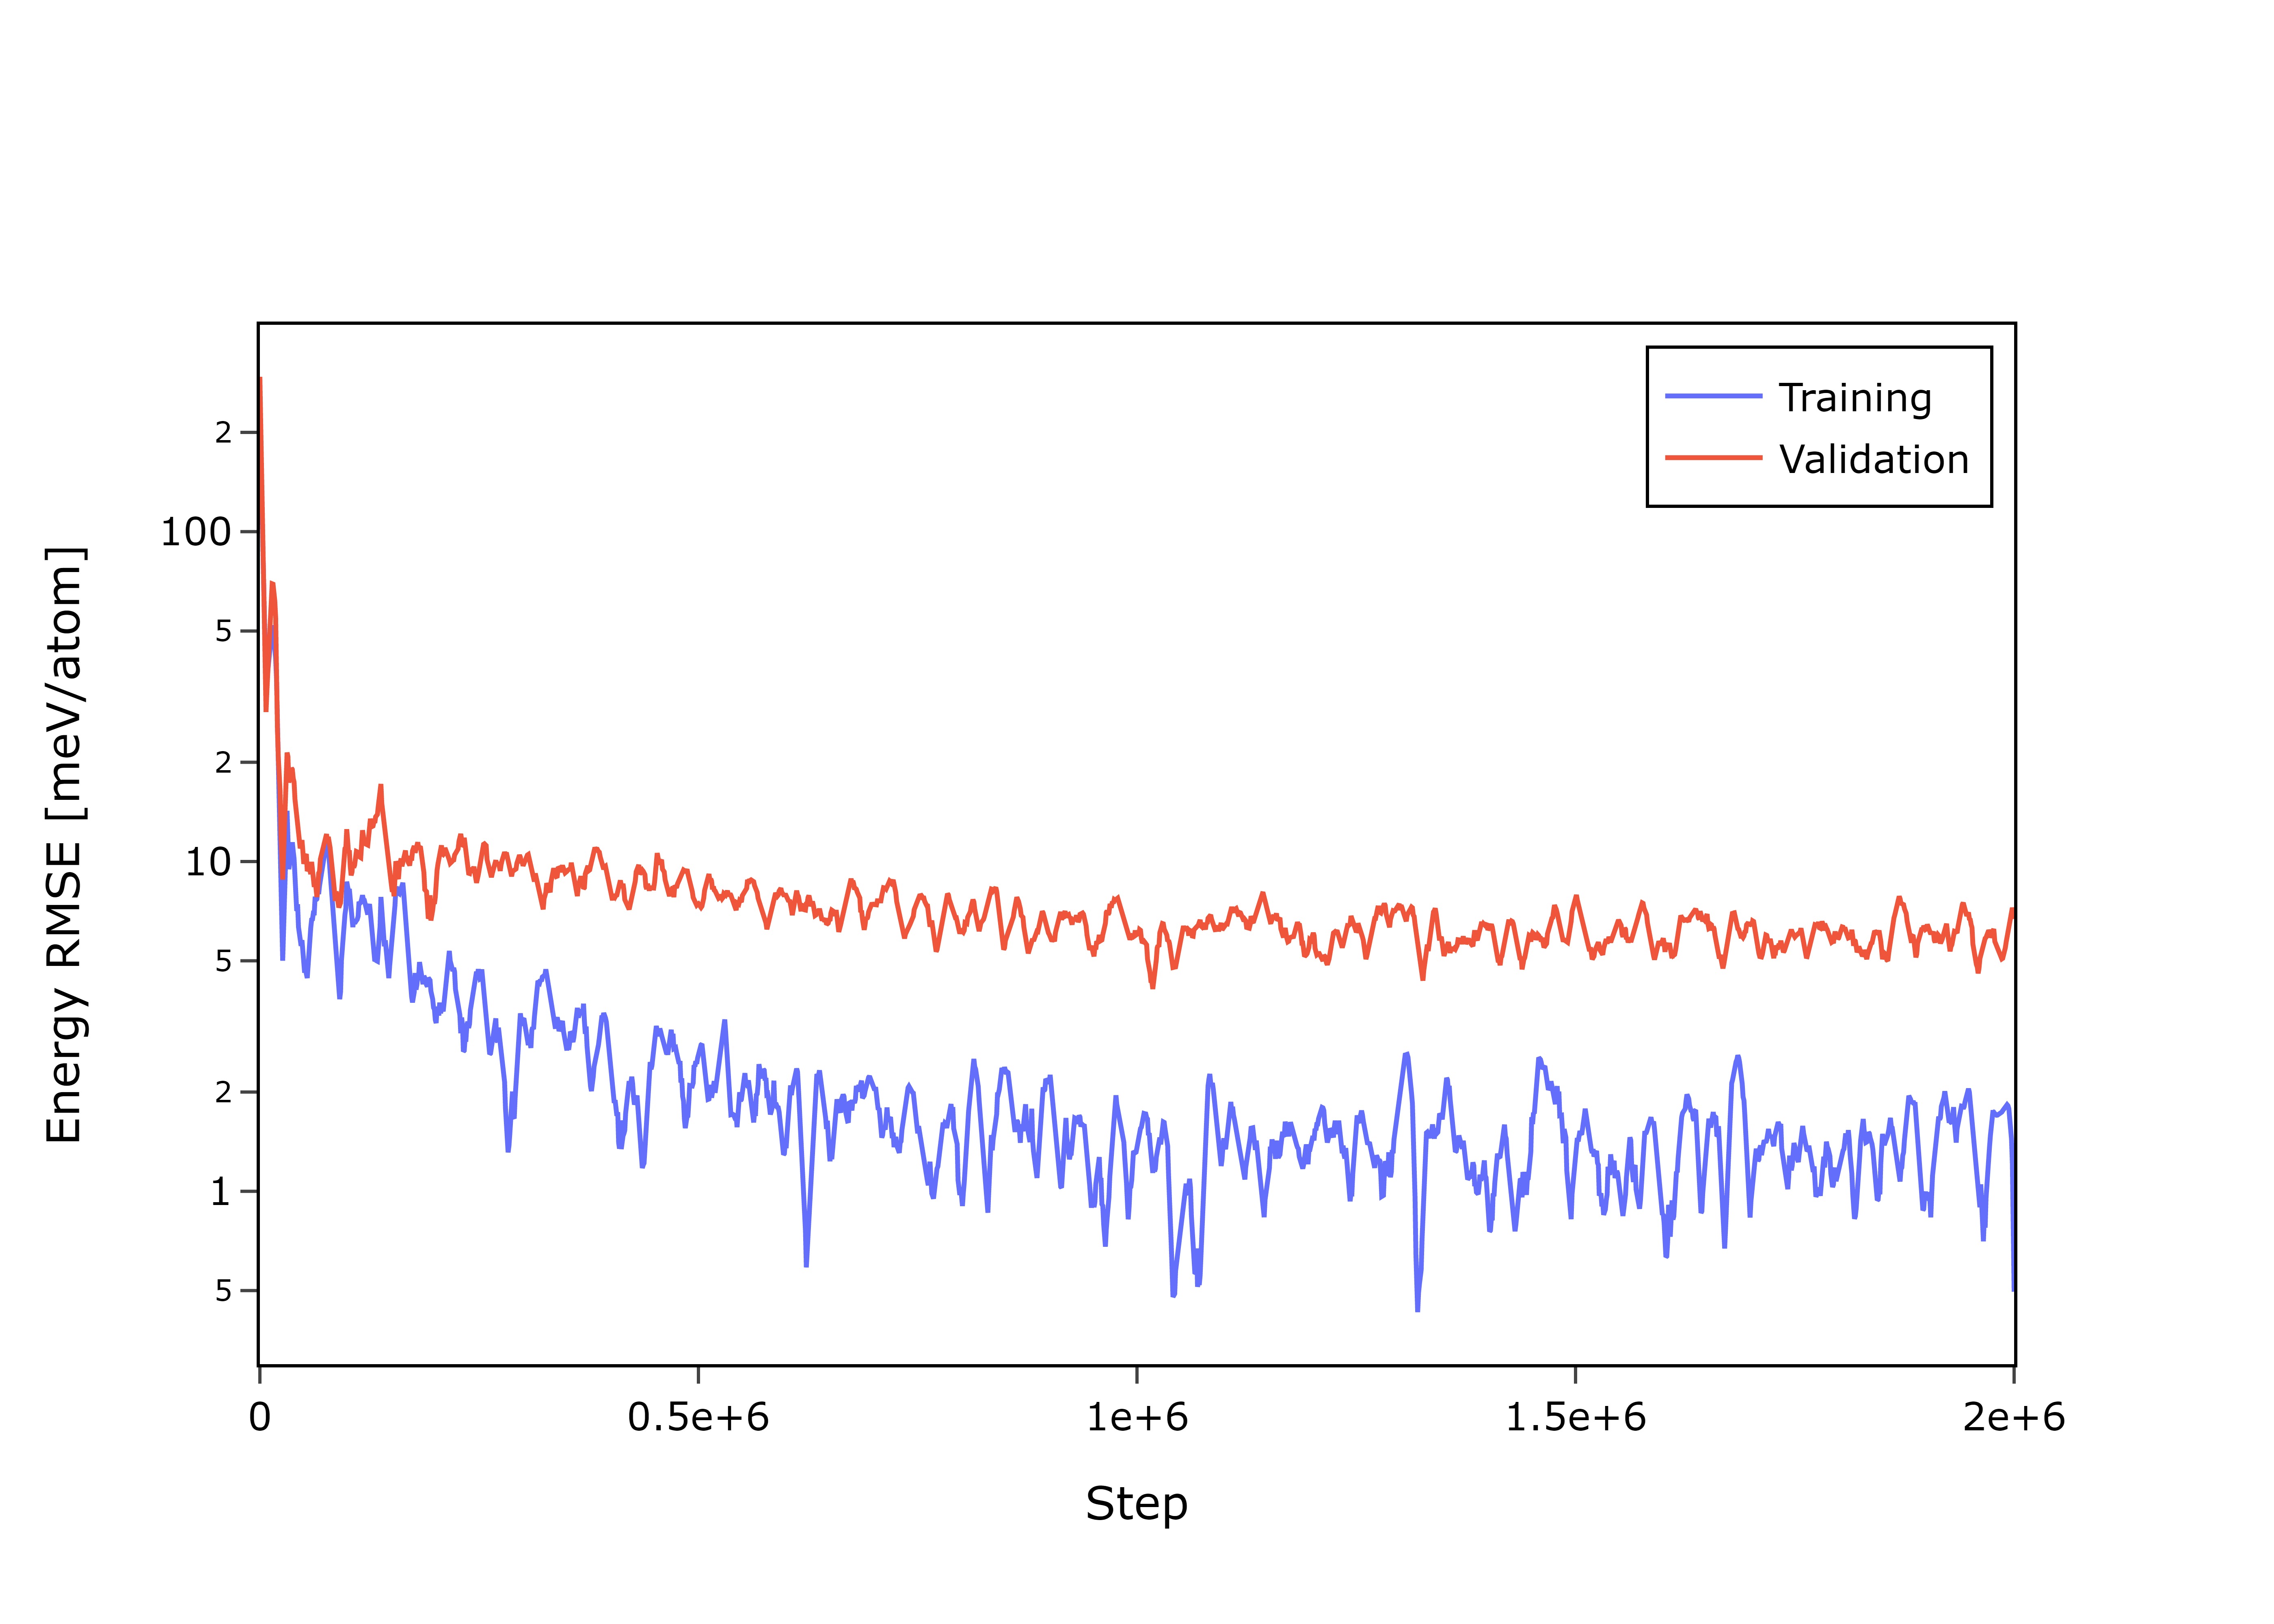 Training
Validation
2
100
5
2
10
5
2
1
5
Energy RMSE [meV/atom]
0
0.5e+6
1e+6
1.5e+6
2e+6
Step